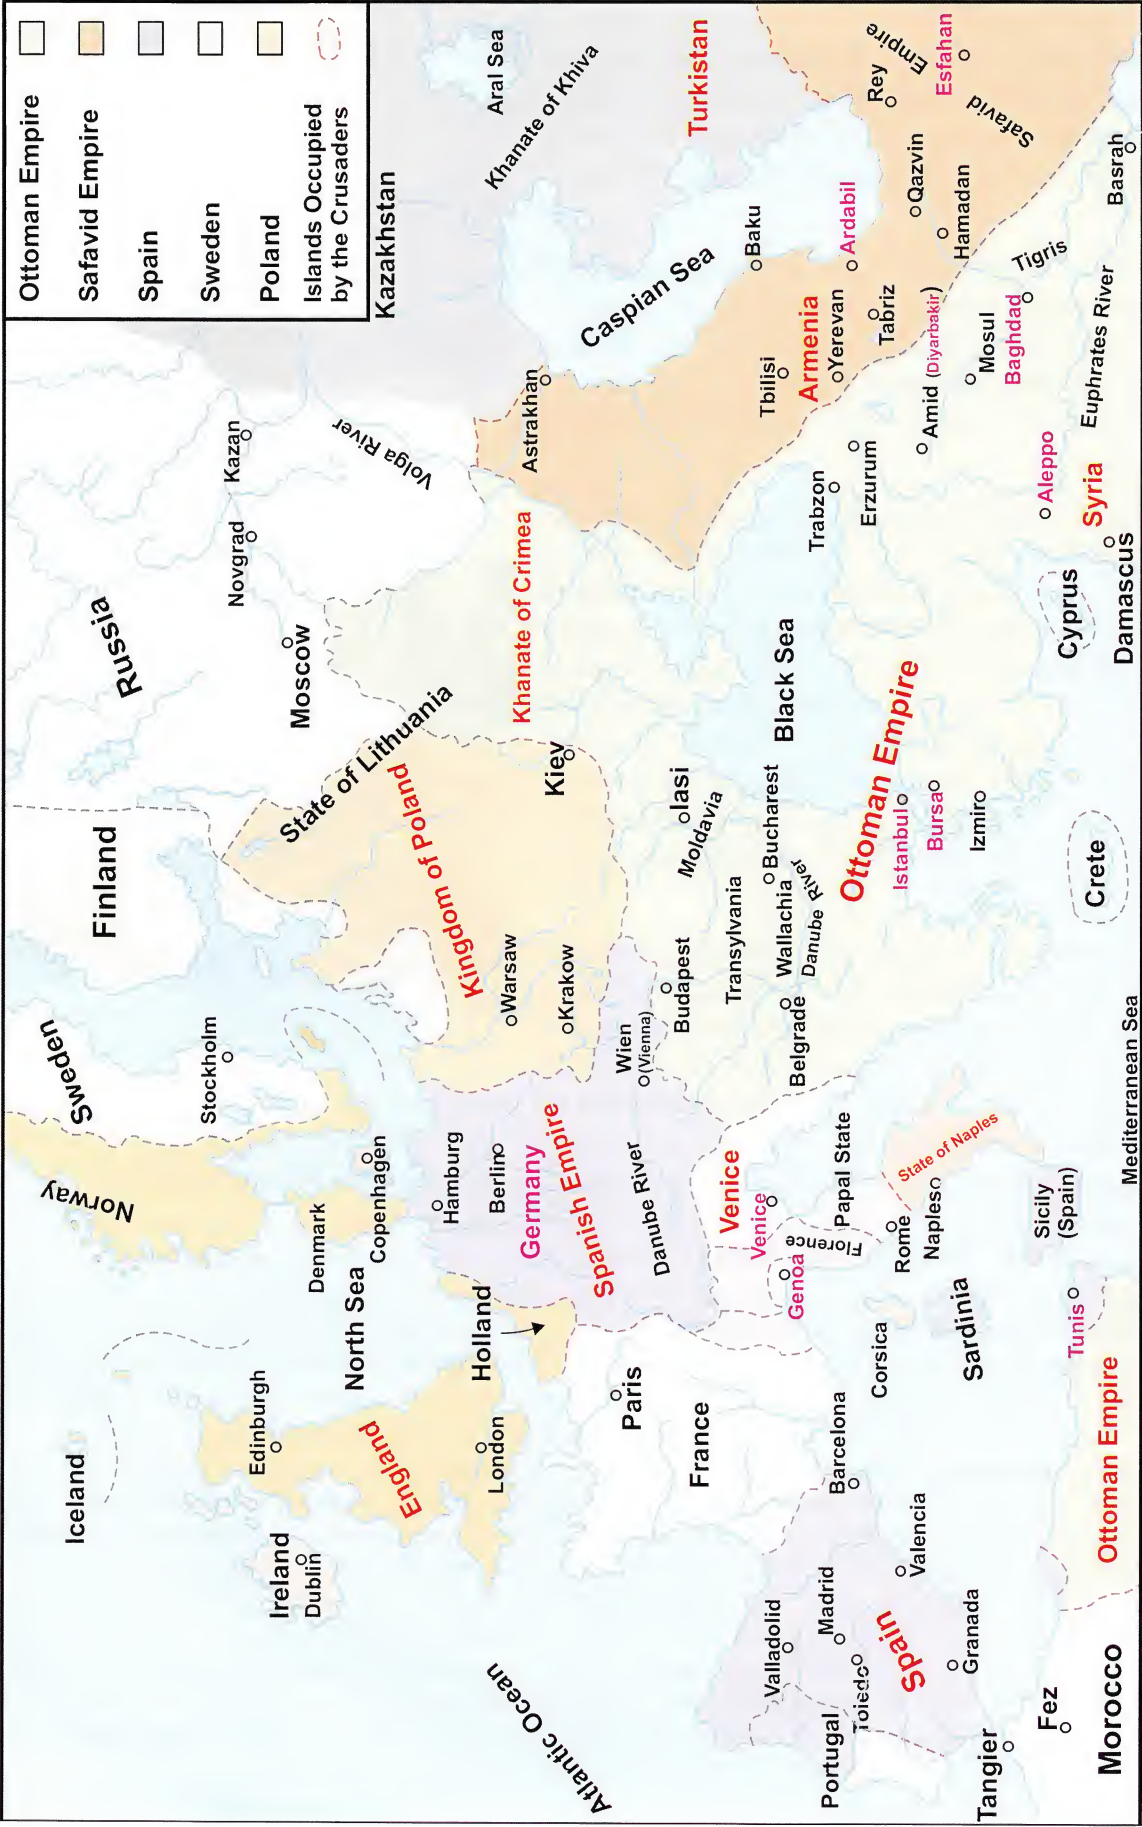 Ottoman Empire
Safavid Empire
Spain
Sweden
Poland
Islands Occupied
by the Crusaders
Iceland
Norway
Sweden
Finland
Russia
Stockholm
Novgrad
Kazan
Moscow
Volga River
Kazakhstan
Aral Sea
Khanate of Khiva
Turkistan
Ireland
Dublin
Edinburgh
England
London
North Sea
Denmark
Copenhagen
Holland
Hamburg
Berlin
Germany
Spanish Empire
Danube River
State of Lithuania
Kingdom of Poland
Warsaw
Krakow
Kiev
Khanate of Crimea
Astrakhan
Caspian Sea
Atlantic Ocean
Paris
France
Wien
(Vienna)
Budapest
Iasi
Moldavia
Transylvania
Wallachia
Bucharest
Danube River
Belgrade
Black Sea
Tbilisi
Armenia
Yerevan
Baku
Ardabil
Tabriz
Rey
Safavid
Empire
Esfahan
Qazvin
Hamadan
Venice
Venice
Genoa
Florence
Papal State
Rome
State of Naples
Naples
Corsica
Sardinia
Sicily
(Spain)
Ottoman Empire
Istanbul
Bursa
Izmir
Trabzon
Erzurum
Amid (Diyarbakir)
Mosul
Baghdad
Tigris
Basrah
Euphrates River
Aleppo
Syria
Damascus
Cyprus
Crete
Mediterranean Sea
Barcelona
Valencia
Valladolid
Madrid
Toledo
Spain
Granada
Portugal
Tangier
Fez
Morocco
Ottoman Empire
Tunis